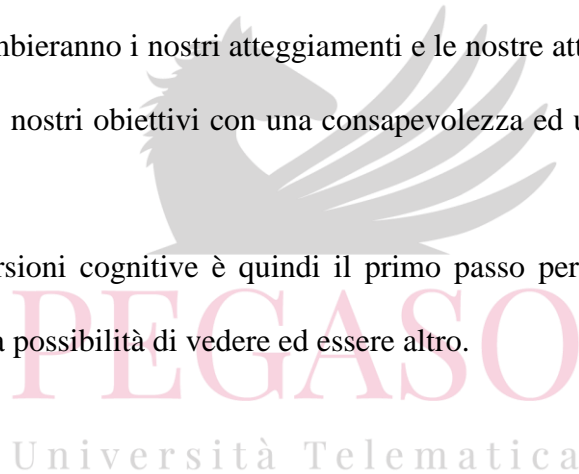 mbieranno i nostri atteggiamenti e le nostre att
nostri obiettivi con una consapevolezza ed u
rsioni cognitive è quindi il primo passo per
a possibilità di vedere ed essere altro.
PEGASO
Università Telematica